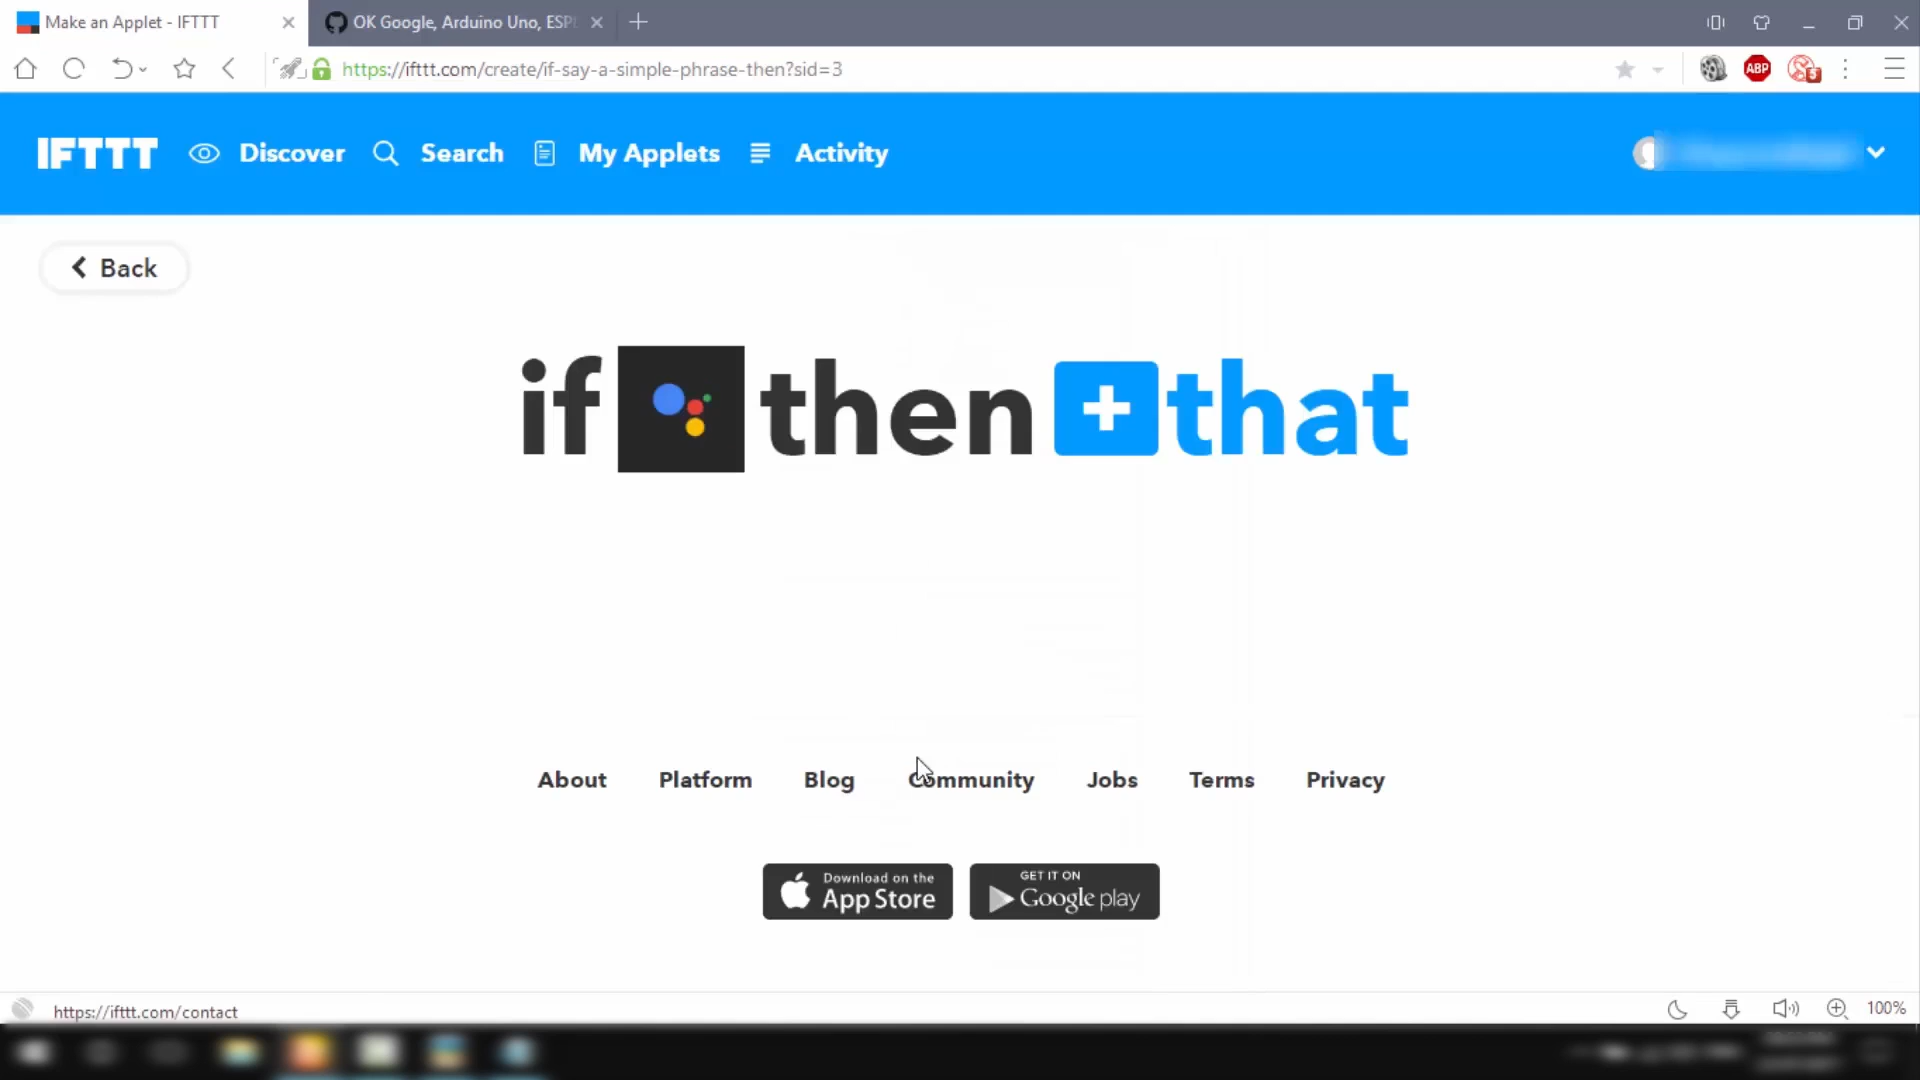 Make an Applet - IFTTT
OK Google, Arduino Uno, ESP
https://ifttt.com/create/if-say-a-simple-phrase-then?sid=3
ABP
5
IFTTT Discover Search My Applets Activity
Back
if then that
About Platform Blog Community Jobs Terms Privacy
Download on the
App Store
GET IT ON
Google play
https://ifttt.com/contact
100%